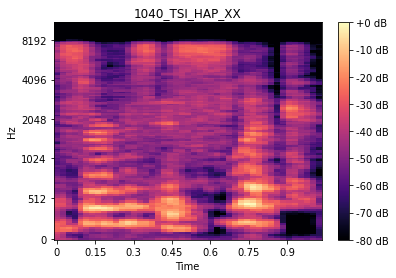 1040_TSI_HAP_XX
+0 dB
8192
-10 dB
4096
-20 dB
-30 dB
2048
Hz
-40 dB
1024
-50 dB
512
-60 dB
-70 dB
0
-80 dB
0 0.15 0.3 0.45 0.6 0.75 0.9
Time